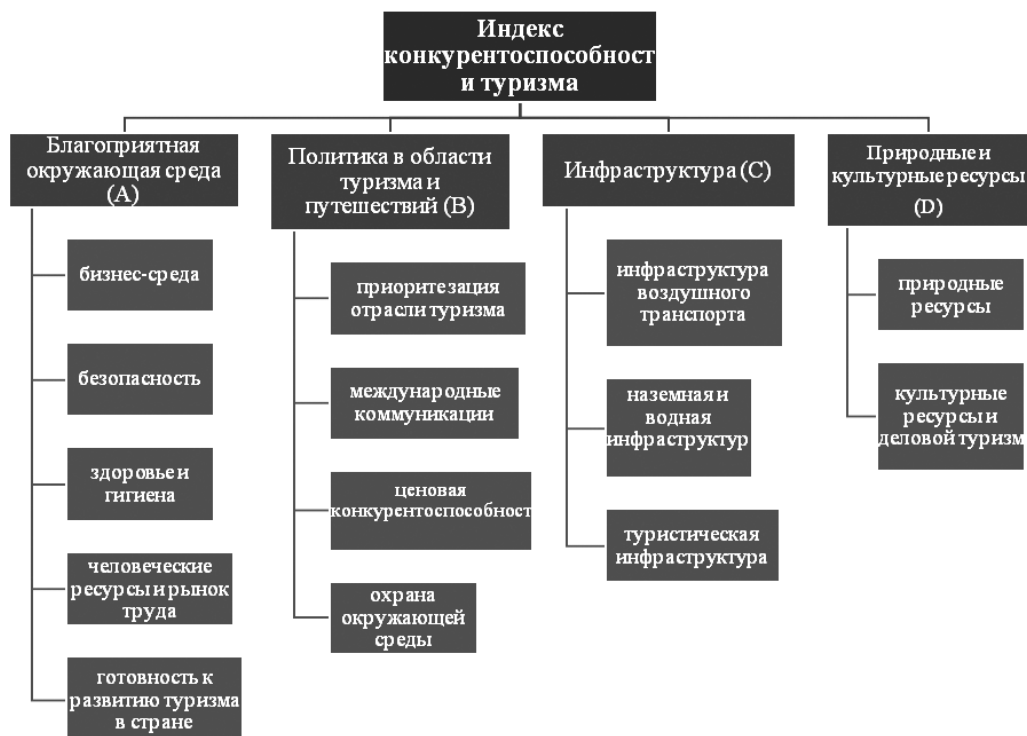 Индекс
конкурентоспособност
и туризма
Благоприятная
окружающая среда
(A)
бизнес-среда
безопасность
здоровье и
гигиена
человеческие
ресурсы и рынок
труда
готовность к
развитию туризма
в стране
Политика в области
туризма и
путешествий (B)
приоритезация
отрасли туризма
международные
коммуникации
ценовая
конкурентоспособност
охрана
окружающей
среды
Инфраструктура (C)
инфраструктура
воздушного
транспорта
наземная и
водная
инфраструктур
туристическая
инфраструктура
Природные и
культурные ресурсы
(D)
природные
ресурсы
культурные
ресурсы и
деловой туризм